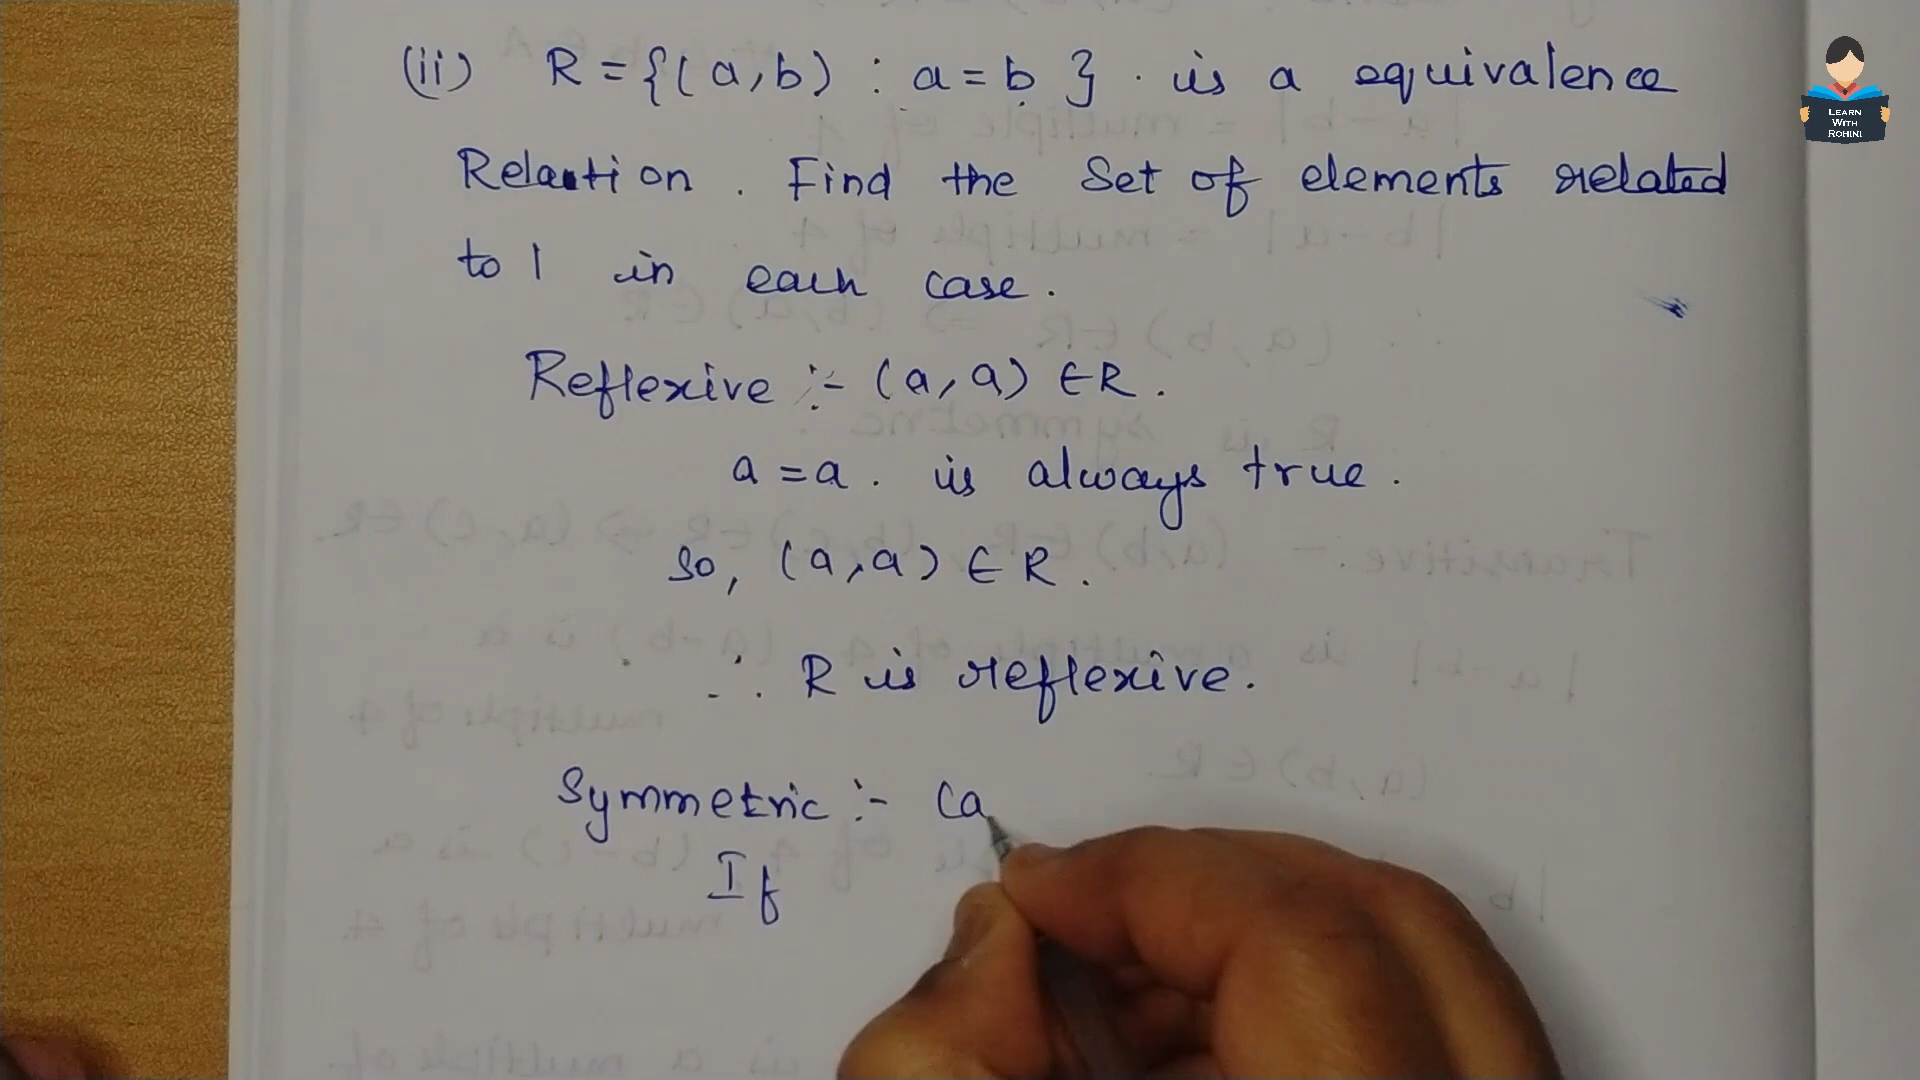 (ii) R = {(a,b) : a = b } . is a equivalence
Relation . Find the set of elements related
to 1 in each case .
Reflexive :- (a, a) ∈ R .
a = a . is always true .
so, (a, a) ∈ R .
∴ R is reflexive .
Symmetric :- (a
If
LEARN
WITH
ROHINI